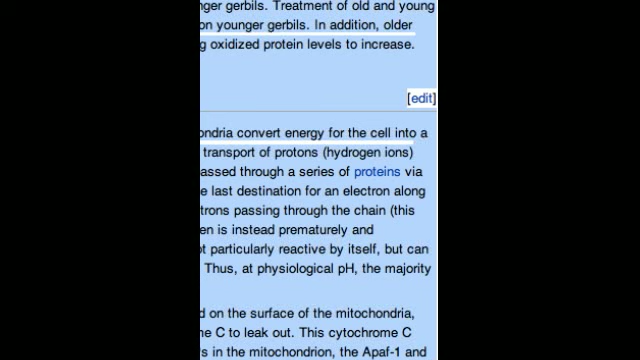 nger gerbils. Treatment of old and young
on younger gerbils. In addition, older
g oxidized protein levels to increase.
[edit]
ondria convert energy for the cell into a
transport of protons (hydrogen ions)
assed through a series of proteins via
e last destination for an electron along
trons passing through the chain (this
en is instead prematurely and
ot particularly reactive by itself, but can
Thus, at physiological pH, the majority
d on the surface of the mitochondria,
ne C to leak out. This cytochrome C
s in the mitochondrion, the Apaf-1 and